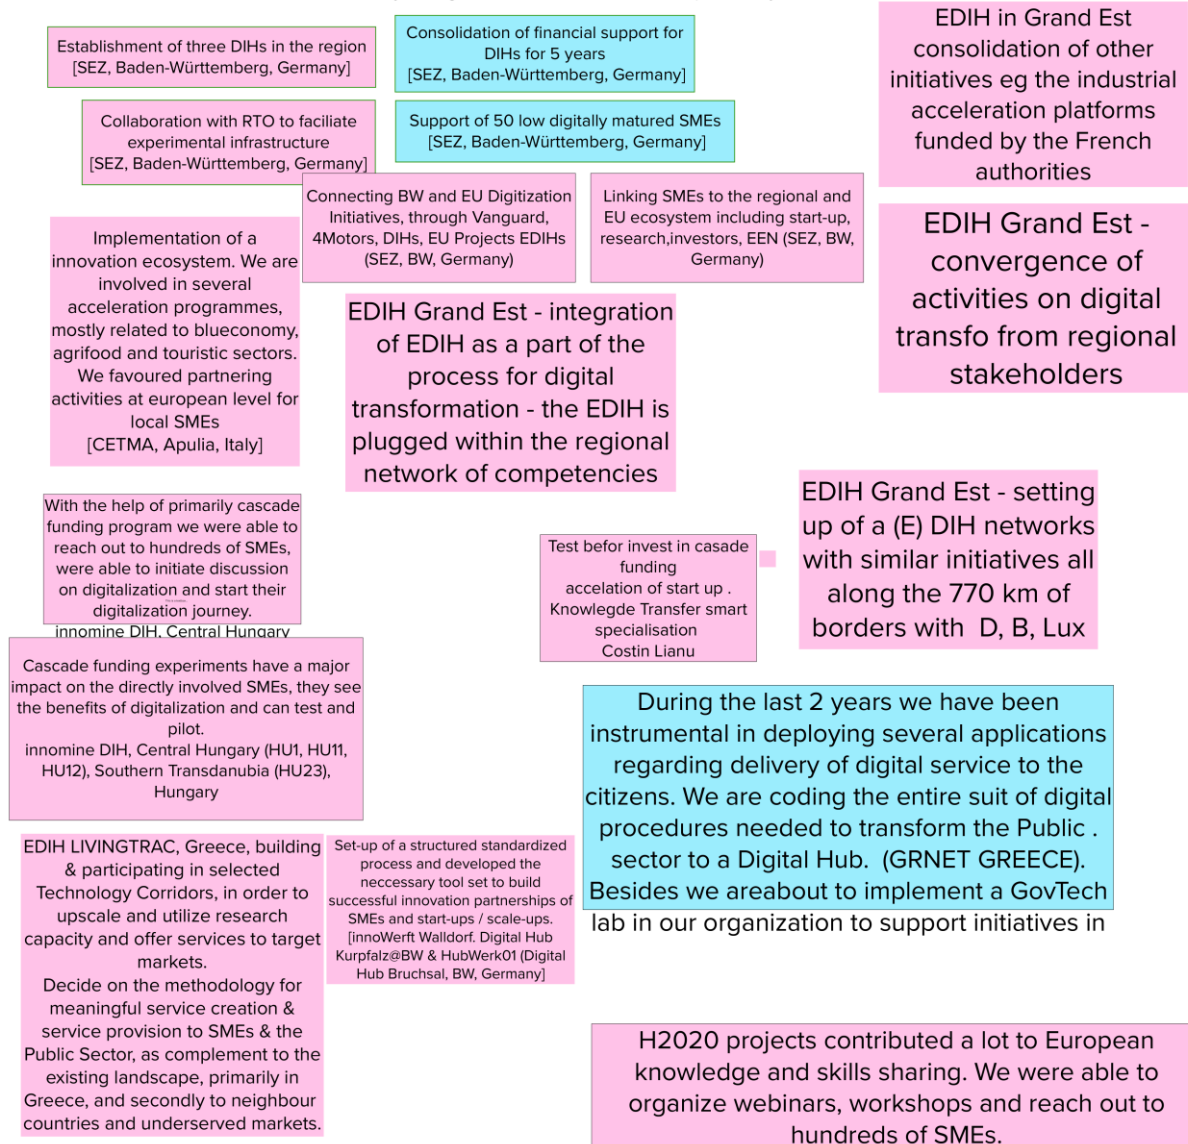 Establishment of three DIHs in the region
[SEZ, Baden-Württemberg, Germany]
Consolidation of financial support for
DIHs for 5 years
[SEZ, Baden-Württemberg, Germany]
EDIH in Grand Est
consolidation of other
initiatives eg the industrial
acceleration platforms
funded by the French
authorities
Collaboration with RTO to faciliate
experimental infrastructure
[SEZ, Baden-Württemberg, Germany]
Support of 50 low digitally matured SMEs
[SEZ, Baden-Württemberg, Germany]
Connecting BW and EU Digitization
Initiatives, through Vanguard,
4Motors, DIHs, EU Projects EDIHs
(SEZ, BW, Germany)
Linking SMEs to the regional and
EU ecosystem including start-up,
research,investors, EEN (SEZ, BW,
Germany)
EDIH Grand Est -
convergence of
activities on digital
transfo from regional
stakeholders
Implementation of a
innovation ecosystem. We are
involved in several
acceleration programmes,
mostly related to blueconomy,
agrifood and touristic sectors.
We favoured partnering
activities at european level for
local SMEs
[CETMA, Apulia, Italy]
EDIH Grand Est - integration
of EDIH as a part of the
process for digital
transformation - the EDIH is
plugged within the regional
network of competencies
With the help of primarily cascade
funding program we were able to
reach out to hundreds of SMEs,
were able to initiate discussion
on digitalization and start their
digitalization journey.
innomine DIH, Central Hungary
Test befor invest in casade
funding
accelation of start up .
Knowlegde Transfer smart
specialisation
Costin Lianu
EDIH Grand Est - setting
up of a (E) DIH networks
with similar initiatives all
along the 770 km of
borders with D, B, Lux
Cascade funding experiments have a major
impact on the directly involved SMEs, they see
the benefits of digitalization and can test and
pilot.
innomine DIH, Central Hungary (HU1, HU11,
HU12), Southern Transdanubia (HU23),
Hungary
During the last 2 years we have been
instrumental in deploying several applications
regarding delivery of digital service to the
citizens. We are coding the entire suit of digital
procedures needed to transform the Public .
sector to a Digital Hub. (GRNET GREECE).
Besides we areabout to implement a GovTech
lab in our organization to support initiatives in
EDIH LIVINGTRAC, Greece, building
& participating in selected
Technology Corridors, in order to
upscale and utilize research
capacity and offer services to target
markets.
Decide on the methodology for
meaningful service creation &
service provision to SMEs & the
Public Sector, as complement to the
existing landscape, primarily in
Greece, and secondly to neighbour
countries and underserved markets.
Set-up of a structured standardized
process and developed the
neccessary tool set to build
successful innovation partnerships of
SMEs and start-ups / scale-ups.
[innoWerft Walldorf. Digital Hub
Kurpfalz@BW & HubWerk01 (Digital
Hub Bruchsal, BW, Germany]
H2020 projects contributed a lot to European
knowledge and skills sharing. We were able to
organize webinars, workshops and reach out to
hundreds of SMEs.